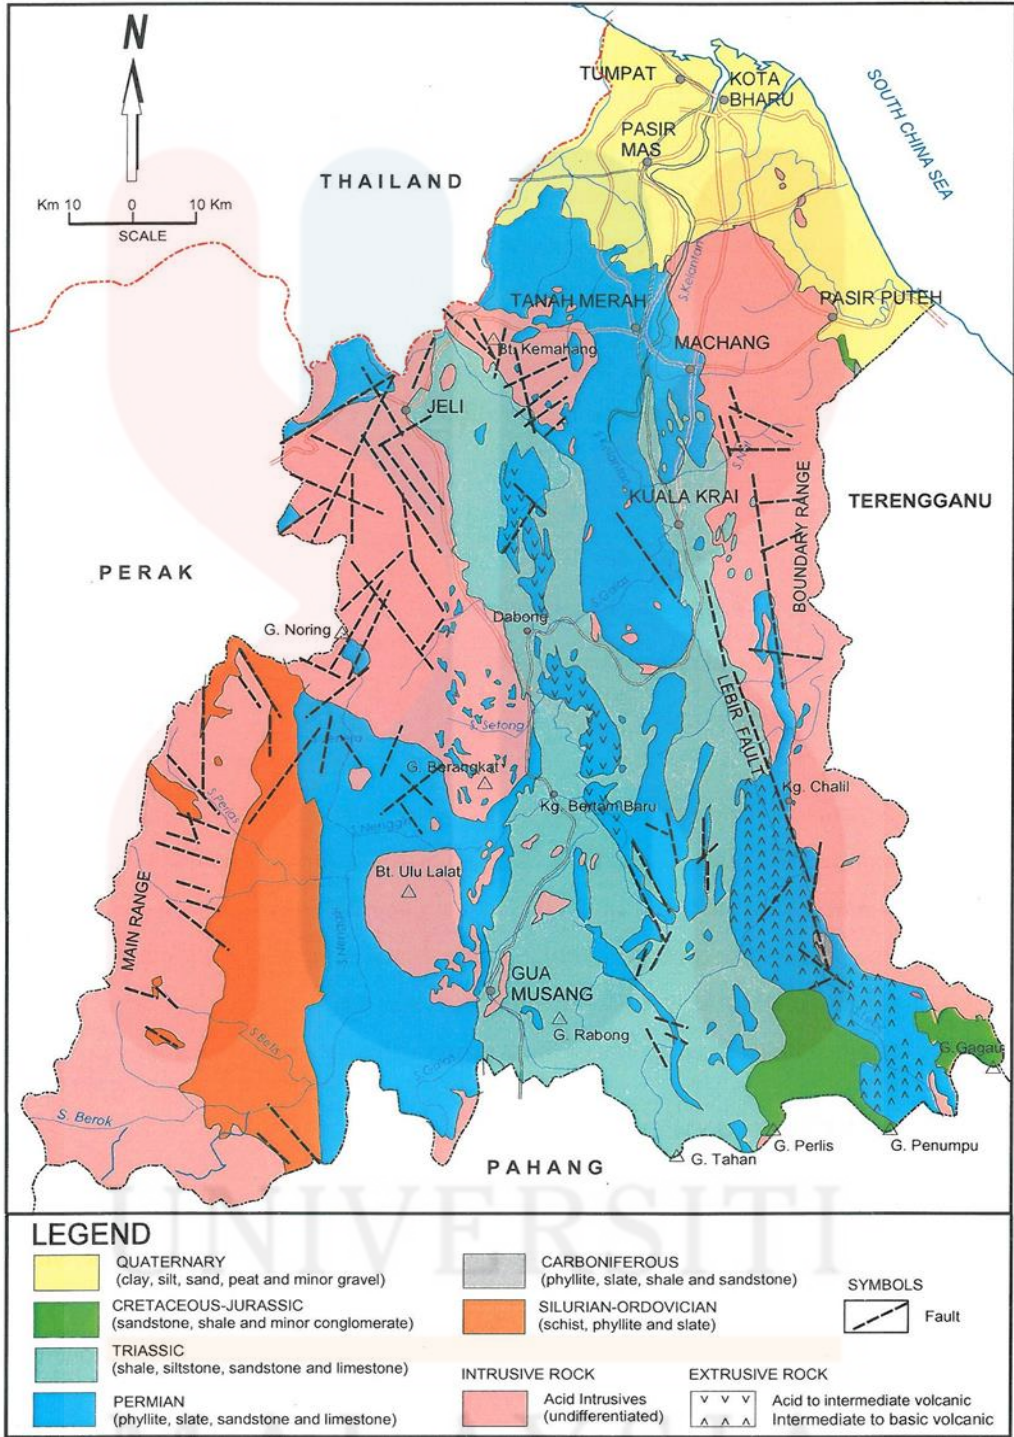 N
Km 10 0 10 Km
SCALE
THAILAND
TUMPAT
KOTA
BHARU
PASIR
MAS
SOUTH CHINA SEA
S.Kelantan
TANAH MERAH
PASIR PUTEH
MACHANG
Bt. Kemahang
JELI
KUALA KRAI
BOUNDARY RANGE
TERENGGANU
PERAK
G. Noring
Dabong
S.Galas
LEBIR FAULT
S. Setong
G. Berangkat
S.Perias
Kg. Chalil
Kg. Bertam Baru
S.Nenggiri
Bt. Ulu Lalat
MAIN RANGE
GUA
MUSANG
G. Rabong
G.Gagau
S. Berok
G. Perlis
G. Penumpu
G. Tahan
PAHANG
UNIVERSITI
LEGEND
QUATERNARY
(clay, silt, sand, peat and minor gravel)
CRETACEOUS-JURASSIC
(sandstone, shale and minor conglomerate)
TRIASSIC
(shale, siltstone, sandstone and limestone)
PERMIAN
(phyllite, slate, sandstone and limestone)
CARBONIFEROUS
(phyllite, slate, shale and sandstone)
SILURIAN-ORDOVICIAN
(schist, phyllite and slate)
INTRUSIVE ROCK
Acid Intrusives
(undifferentiated)
SYMBOLS
Fault
EXTRUSIVE ROCK
Acid to intermediate volcanic
Intermediate to basic volcanic